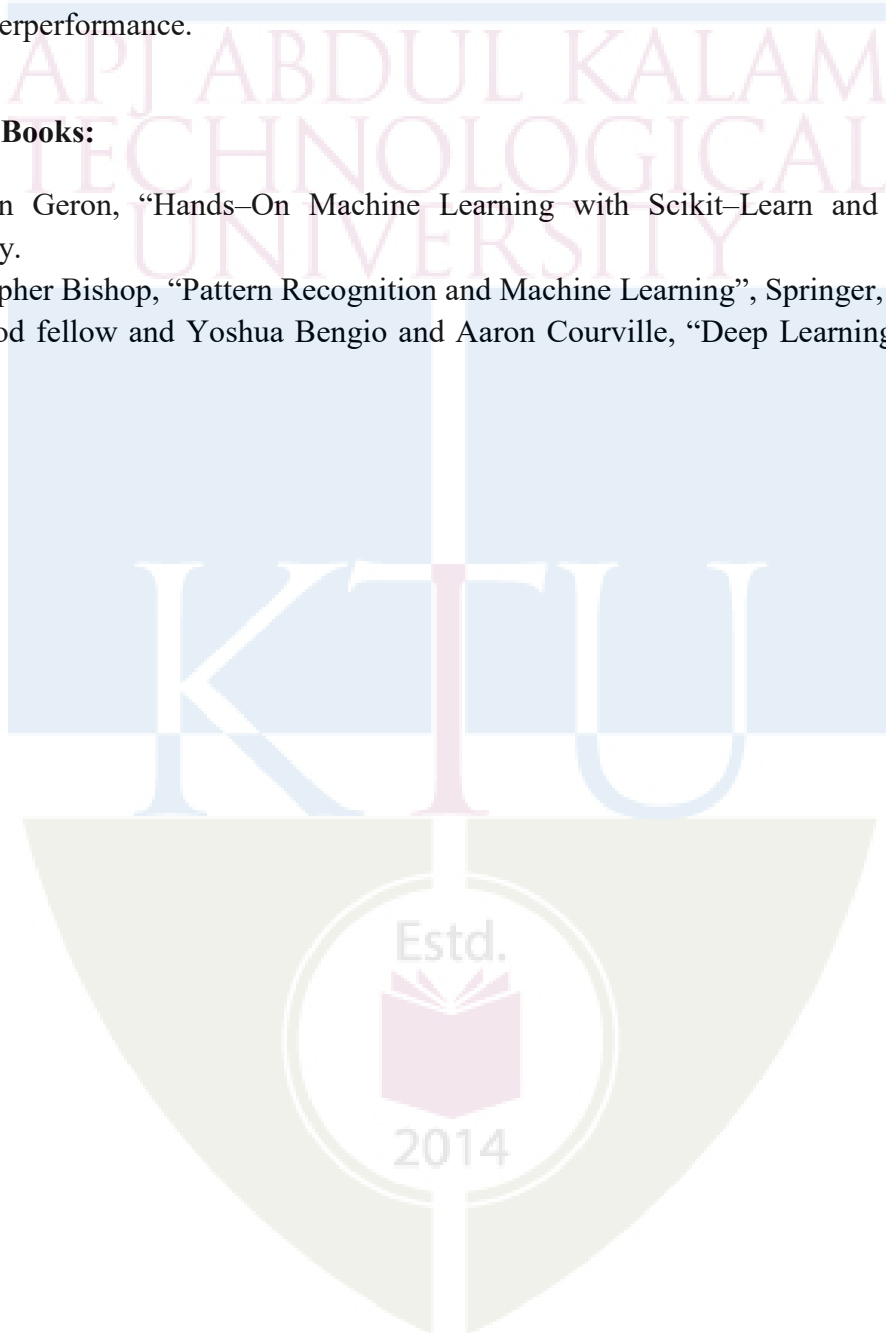 erperformance.
APJ ABDUL KALAM
Books:
TECHNOLOGICAL
n Geron, “Hands–On Machine Learning with Scikit–Learn and
UNIVERSITY
y.
pher Bishop, “Pattern Recognition and Machine Learning”, Springer,
od fellow and Yoshua Bengio and Aaron Courville, “Deep Learning
KTU
Estd.
2014